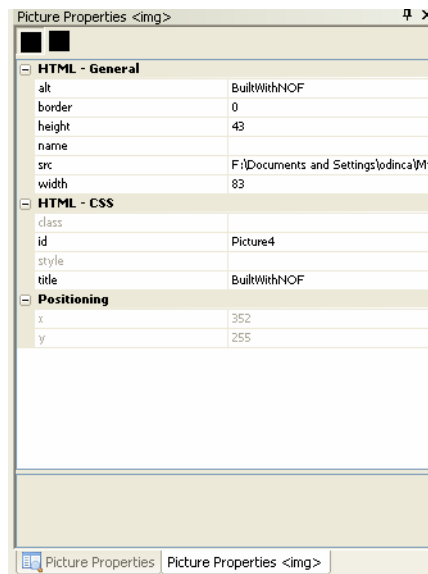 Picture Properties <img>
HTML - General
alt BuiltWithNOF
border 0
height 43
name
src F:\Documents and Settings\odinca\M
width 83
HTML - CSS
class
id Picture4
style
title BuiltWithNOF
Positioning
x 352
y 255
Picture Properties Picture Properties <img>